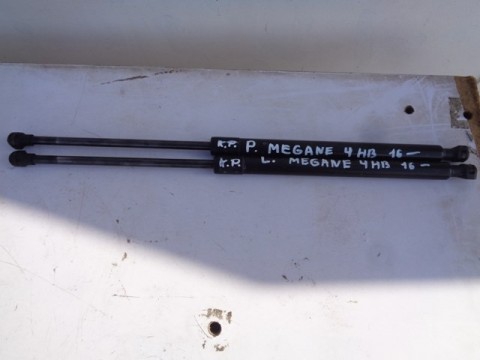 K.P. P. MEGANE 4 HB 16 —
K.P. L. MEGANE 4 HB 16 —